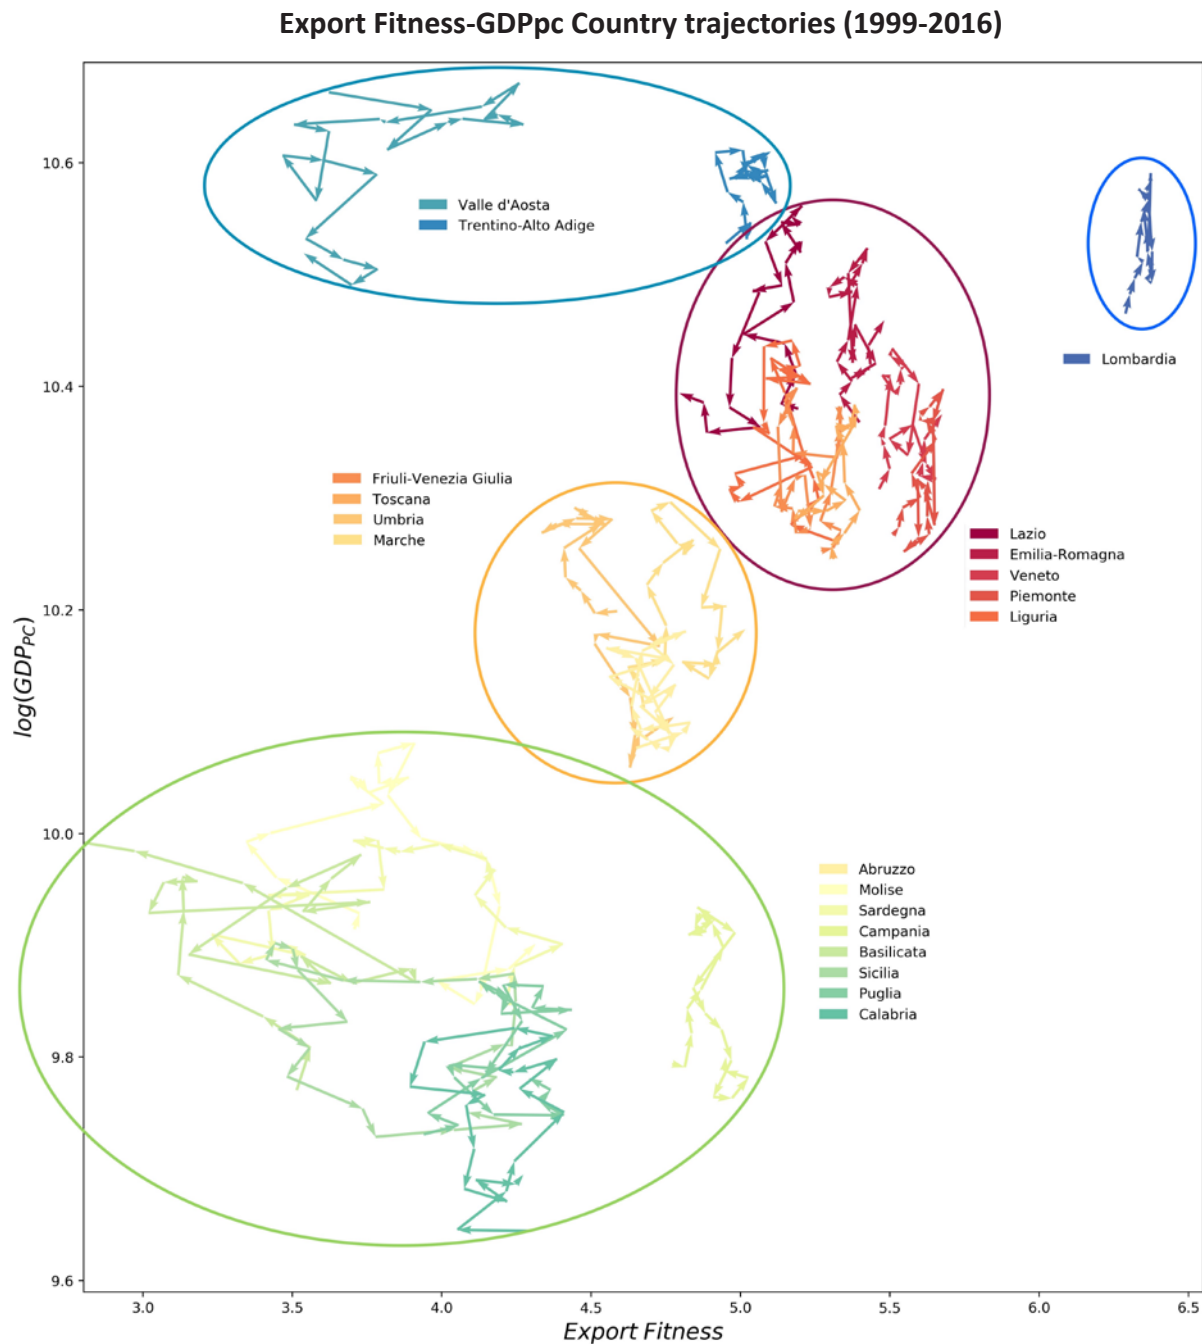 Export Fitness-GDPpc Country trajectories (1999-2016)
10.6
10.4
10.2
10.0
9.8
9.6
log(GDP_PC)
Valle d'Aosta
Trentino-Alto Adige
Lombardia
Friuli-Venezia Giulia
Toscana
Umbria
Marche
Lazio
Emilia-Romagna
Veneto
Piemonte
Liguria
Abruzzo
Molise
Sardegna
Campania
Basilicata
Sicilia
Puglia
Calabria
3.0 3.5 4.0 4.5 5.0 5.5 6.0 6.5
Export Fitness